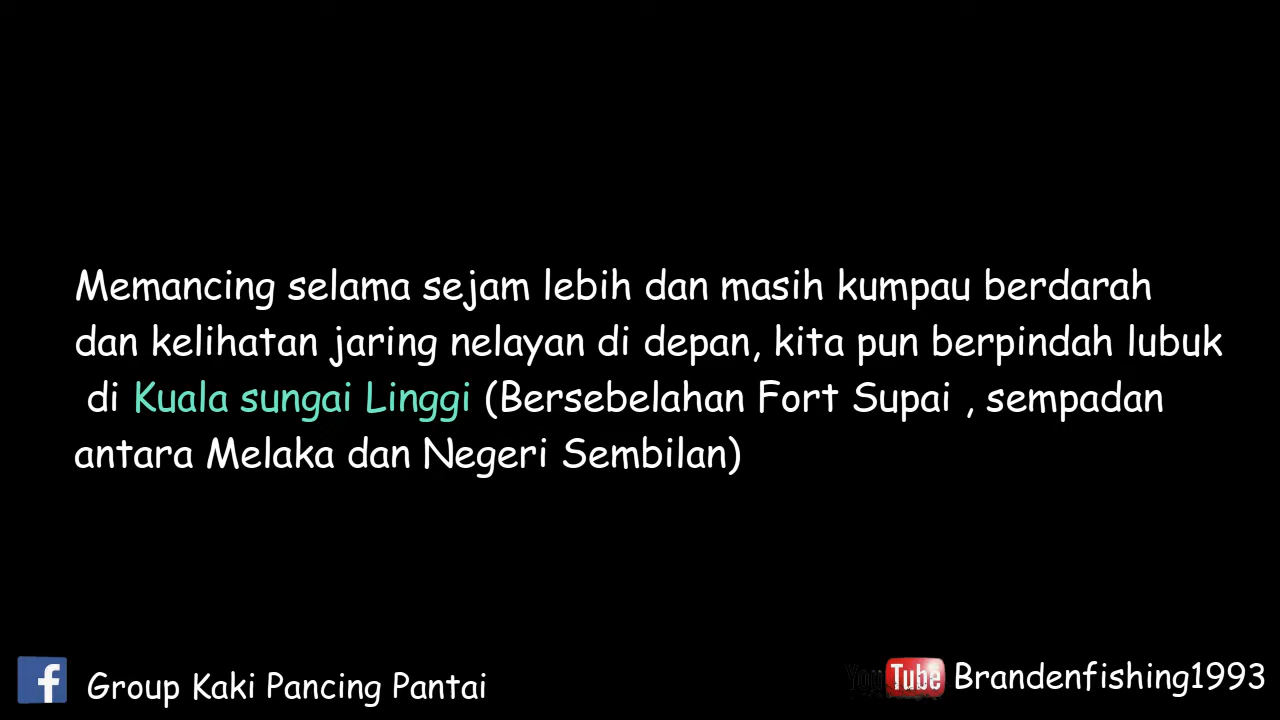 Memancing selama sejam lebih dan masih kumpau berdarah
dan kelihatan jaring nelayan di depan, kita pun berpindah lubuk
di Kuala sungai Linggi (Bersebelahan Fort Supai , sempadan
antara Melaka dan Negeri Sembilan)
f Group Kaki Pancing Pantai
YouTube Brandenfishing1993